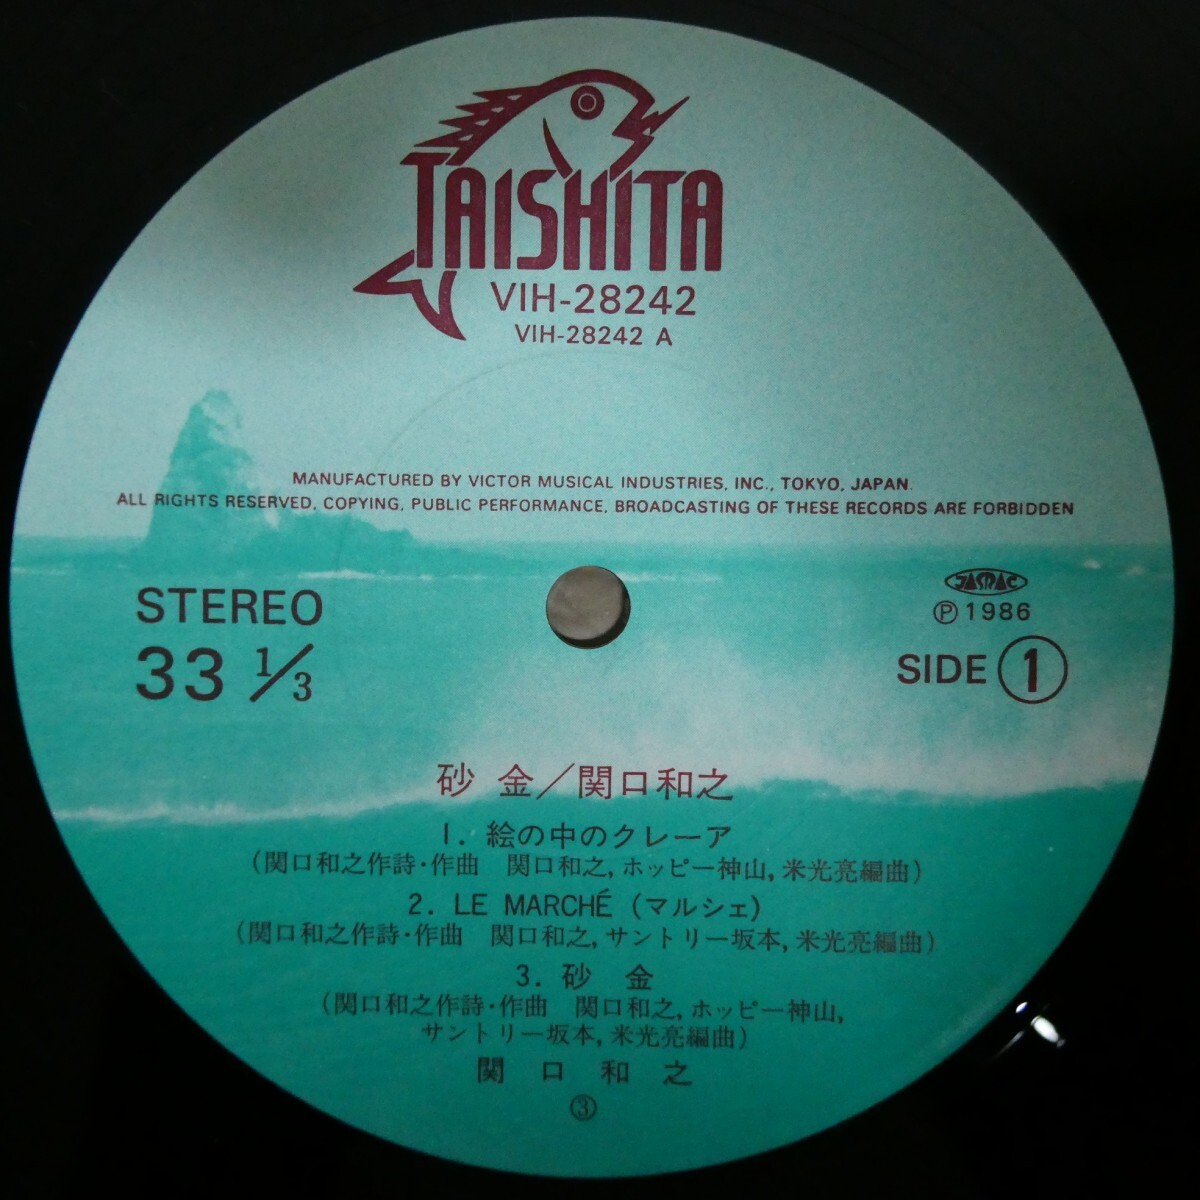 TAISHITA
VIH-28242
VIH-28242 A
MANUFACTURED BY VICTOR MUSICAL INDUSTRIES, INC., TOKYO, JAPAN.
ALL RIGHTS RESERVED, COPYING, PUBLIC PERFORMANCE, BROADCASTING OF THESE RECORDS ARE FORBIDDEN
STEREO
33 1/3
JASRAC
Ⓟ1986
SIDE ①
砂金/関口和之
1. 絵の中のクレーア
(関口和之作詩・作曲 関口和之, ホッピー神山, 米光亮編曲)
2. LE MARCHÉ (マルシェ)
(関口和之作詩・作曲 関口和之, サントリー坂本, 米光亮編曲)
3. 砂金
(関口和之作詩・作曲 関口和之, ホッピー神山,
サントリー坂本, 米光亮編曲)
関口和之
③